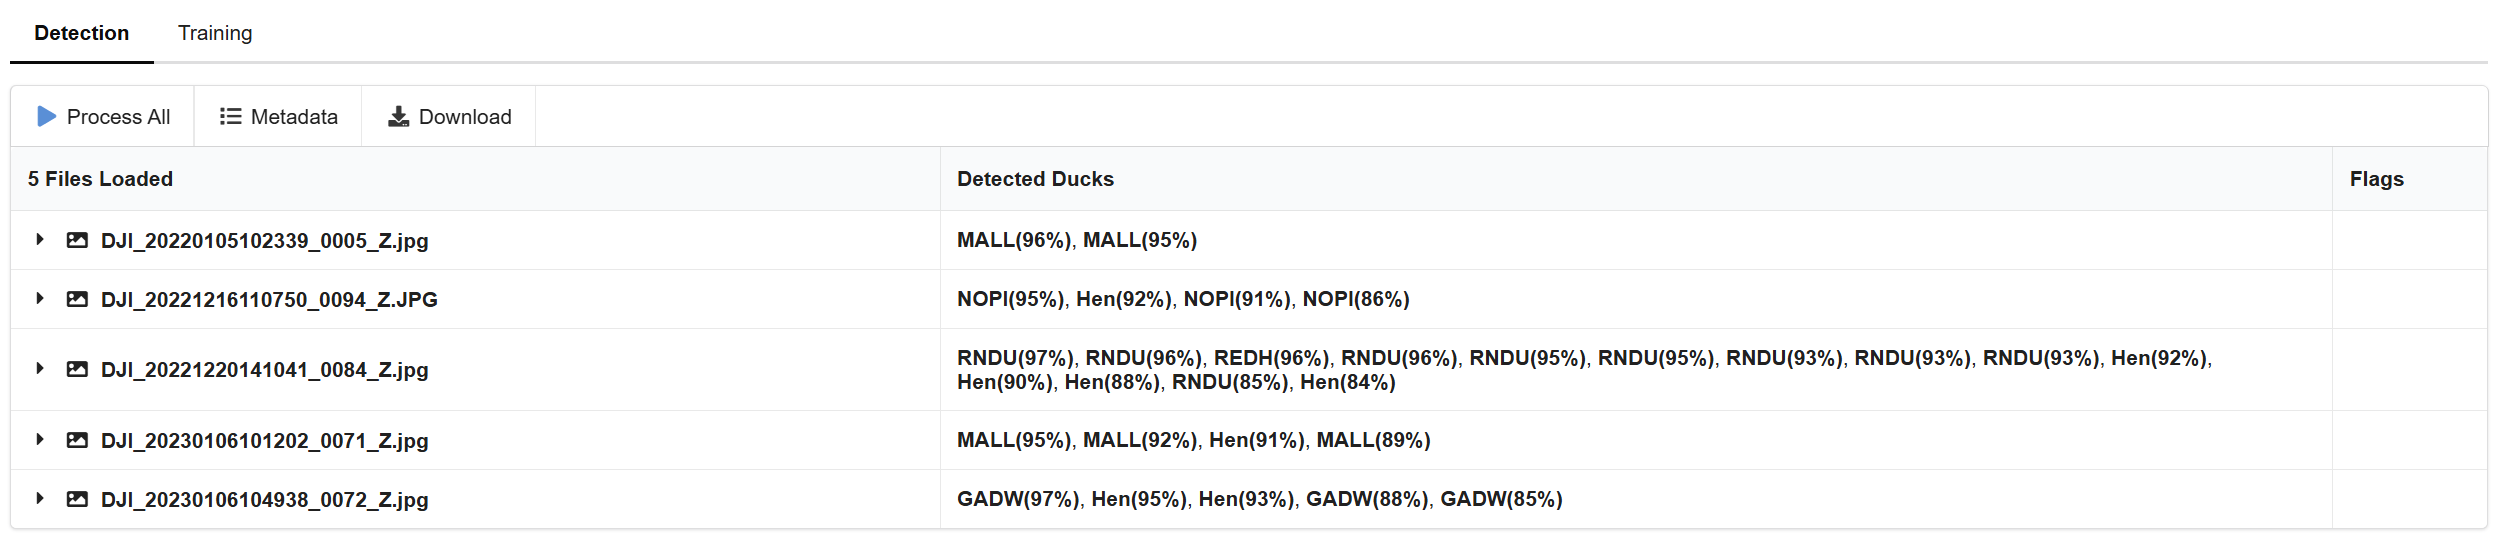 Detection Training
Process All Metadata Download
5 Files Loaded Detected Ducks Flags
DJI_20220105102339_0005_Z.jpg MALL(96%), MALL(95%)
DJI_20221216110750_0094_Z.JPG NOPI(95%), Hen(92%), NOPI(91%), NOPI(86%)
DJI_20221220141041_0084_Z.jpg RNDU(97%), RNDU(96%), REDH(96%), RNDU(96%), RNDU(95%), RNDU(95%), RNDU(93%), RNDU(93%), RNDU(93%), Hen(92%),
Hen(90%), Hen(88%), RNDU(85%), Hen(84%)
DJI_20230106101202_0071_Z.jpg MALL(95%), MALL(92%), Hen(91%), MALL(89%)
DJI_20230106104938_0072_Z.jpg GADW(97%), Hen(95%), Hen(93%), GADW(88%), GADW(85%)